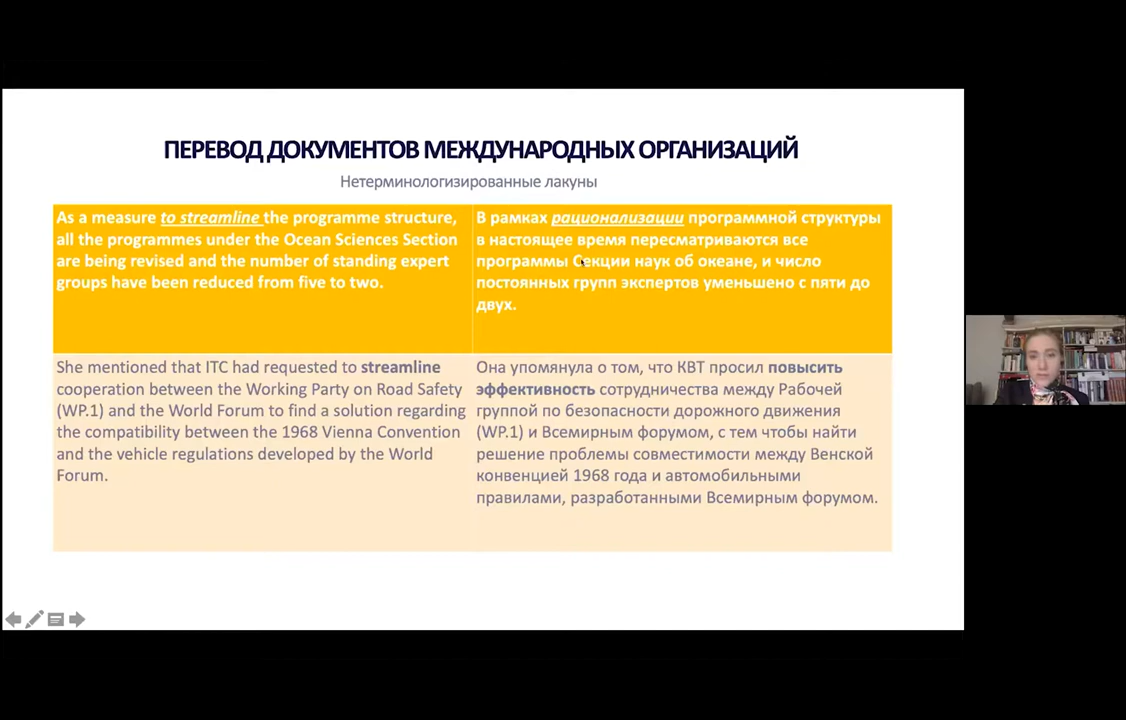 ПЕРЕВОД ДОКУМЕНТОВ МЕЖДУНАРОДНЫХ ОРГАНИЗАЦИЙ
Нетерминологизированные лакуны
As a measure to streamline the programme structure,
all the programmes under the Ocean Sciences Section
are being revised and the number of standing expert
groups have been reduced from five to two.
В рамках рационализации программной структуры
в настоящее время пересматриваются все
программы Секции наук об океане, и число
постоянных групп экспертов уменьшено с пяти до
двух.
She mentioned that ITC had requested to streamline
cooperation between the Working Party on Road Safety
(WP.1) and the World Forum to find a solution regarding
the compatibility between the 1968 Vienna Convention
and the vehicle regulations developed by the World
Forum.
Она упомянула о том, что КВТ просил повысить
эффективность сотрудничества между Рабочей
группой по безопасности дорожного движения
(WP.1) и Всемирным форумом, с тем чтобы найти
решение проблемы совместимости между Венской
конвенцией 1968 года и автомобильными
правилами, разработанными Всемирным форумом.